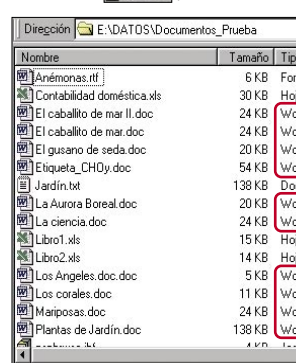 Dirección E:\DATOS\Documentos_Prueba
Nombre Tamaño Tip
Anémonas.rtf 6 KB For
Contabilidad doméstica.xls 30 KB Hoj
El caballito de mar II.doc 24 KB Wo
El caballito de mar.doc 24 KB Wo
El gusano de seda.doc 20 KB Wo
Etiqueta_CHOy.doc 54 KB Wo
Jardín.txt 138 KB Do
La Aurora Boreal.doc 20 KB Wo
La ciencia.doc 24 KB Wo
Libro1.xls 15 KB Hoj
Libro2.xls 14 KB Hoj
Los Angeles.doc.doc 5 KB Wo
Los corales.doc 11 KB Wo
Mariposas.doc 24 KB Wo
Plantas de Jardín.doc 138 KB Wo